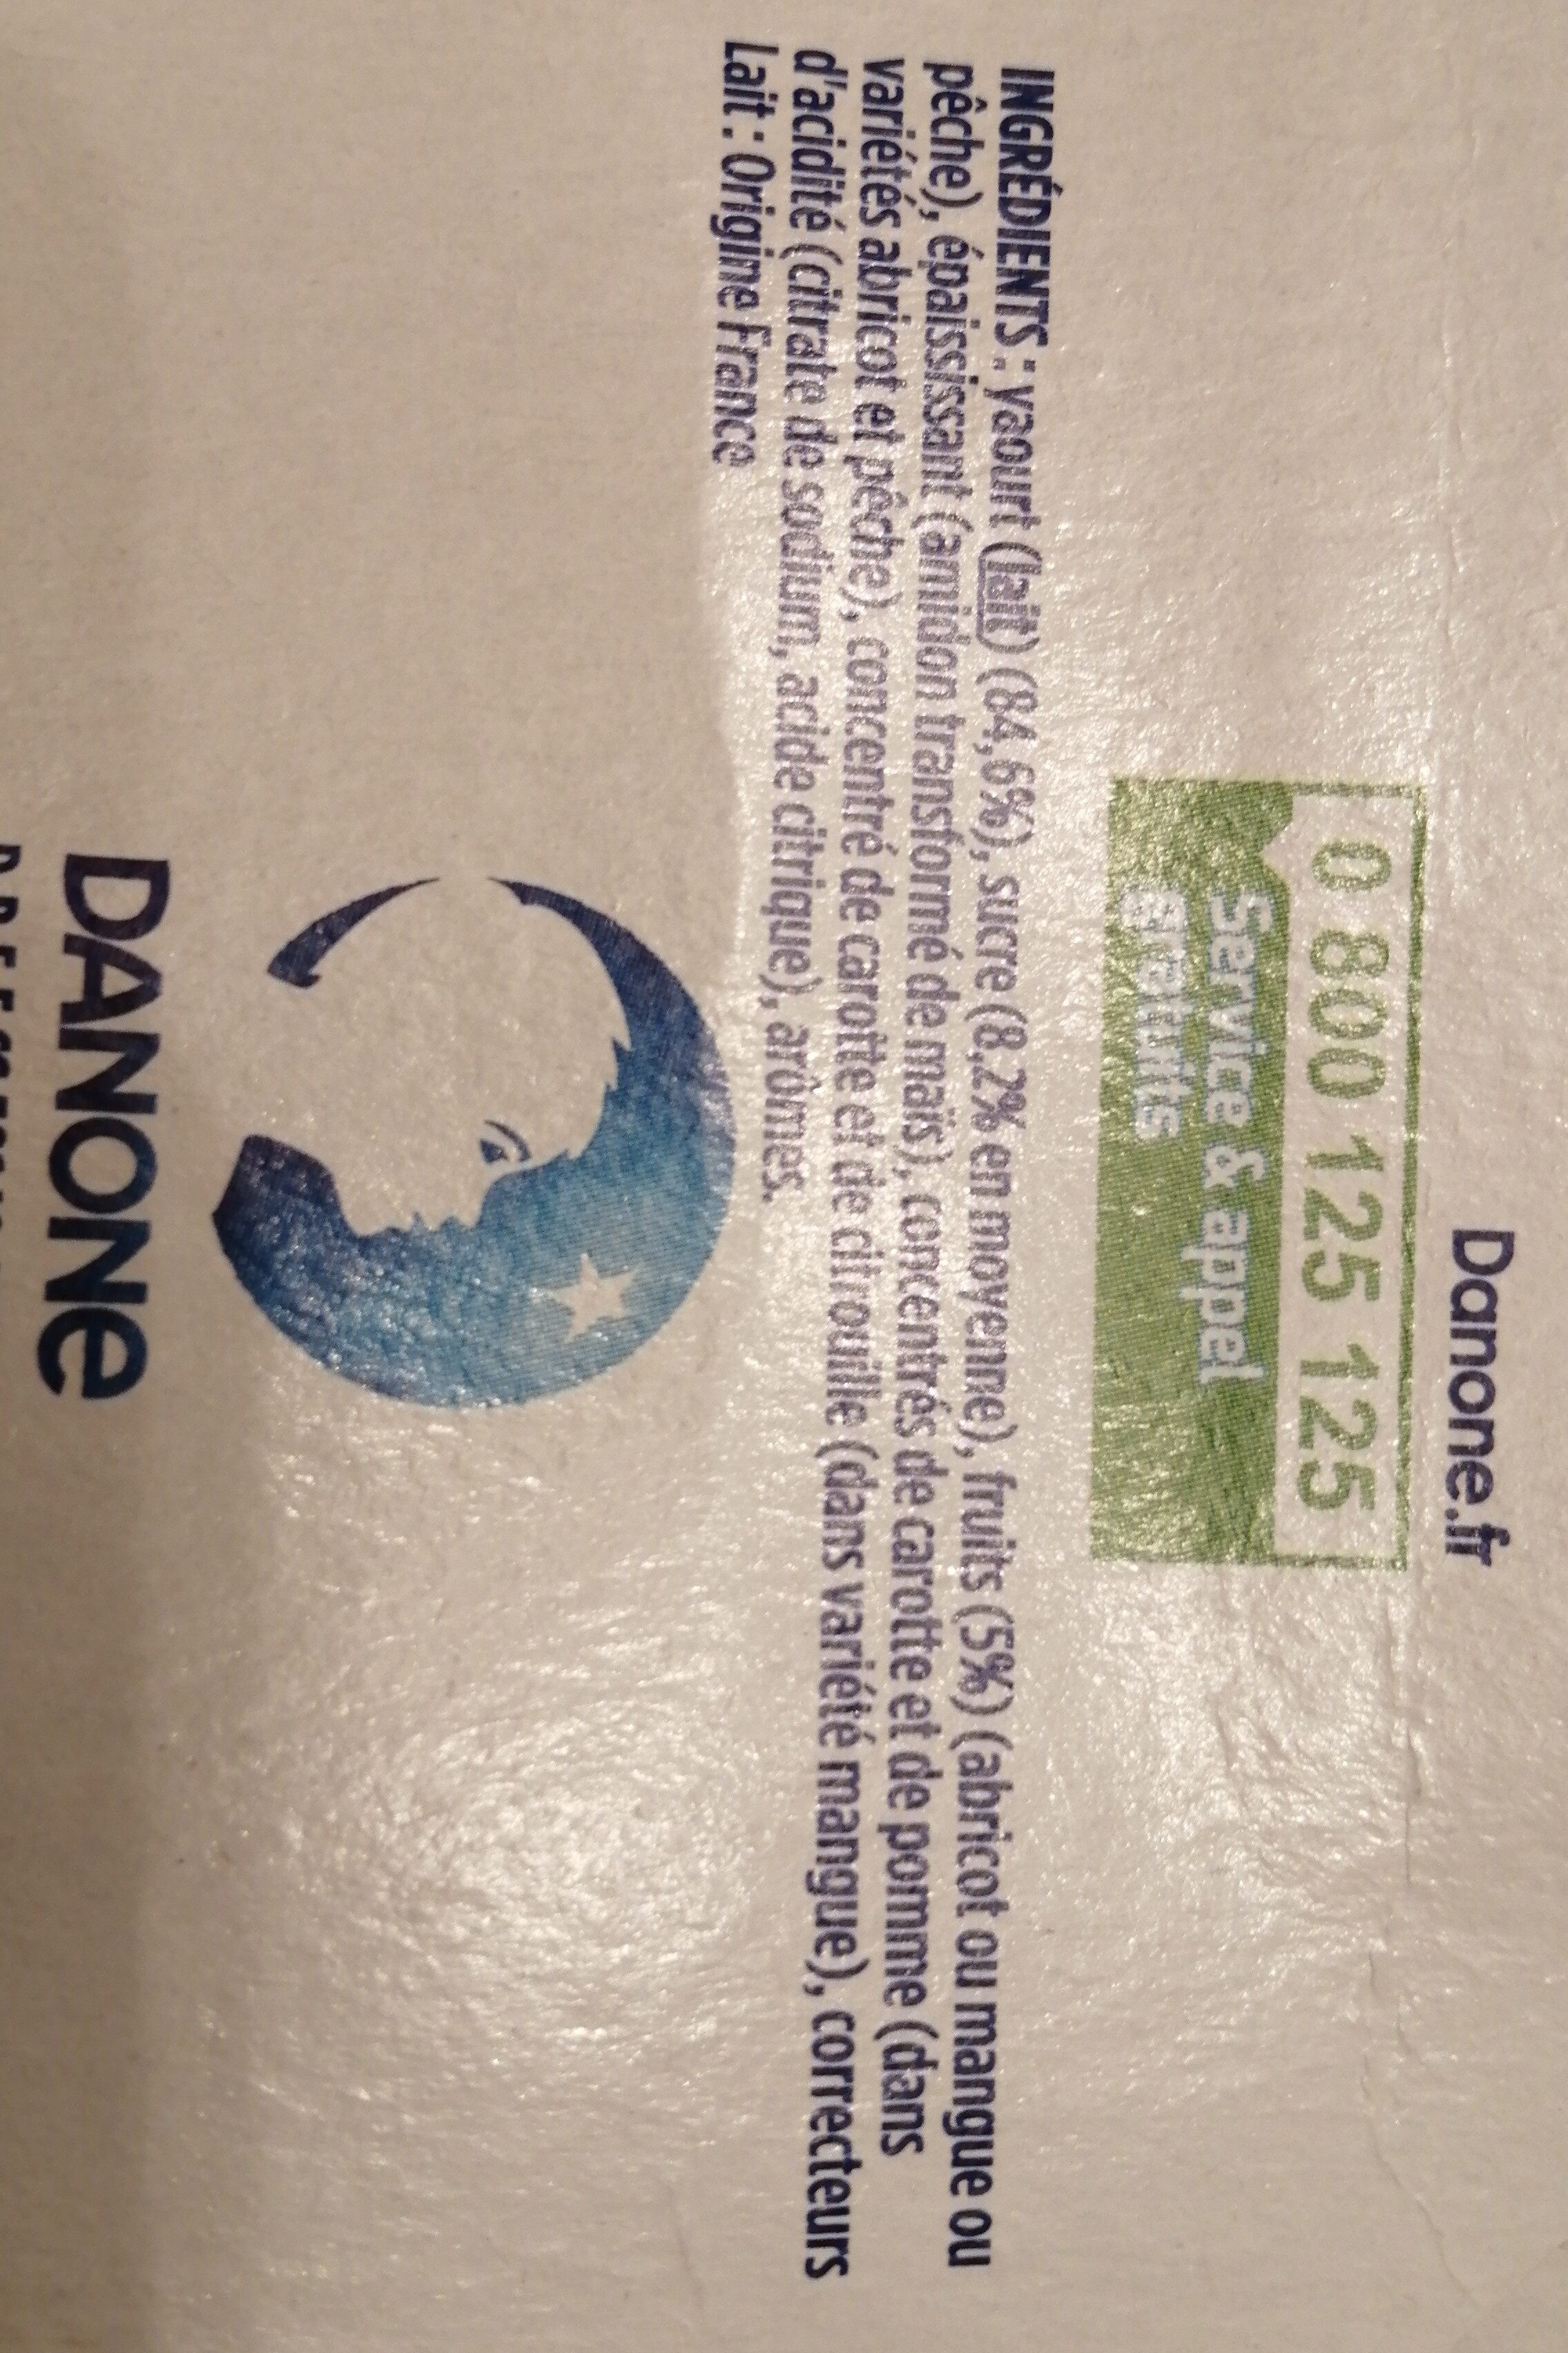 Danone.fr
0 800 125 125
Service & appel
gratuits
INGRÉDIENTS : yaourt (lait) (84,6%), sucre (8,2% en moyenne), fruits (5%) (abricot ou mangue ou
pêche), épaississant (amidon transformé de maïs), concentrés de carotte et de pomme (dans
variétés abricot et pêche), concentré de carotte et de citrouille (dans variété mangue), correcteurs
d'acidité (citrate de sodium, acide citrique), arômes.
Lait : Origine France
DANONE